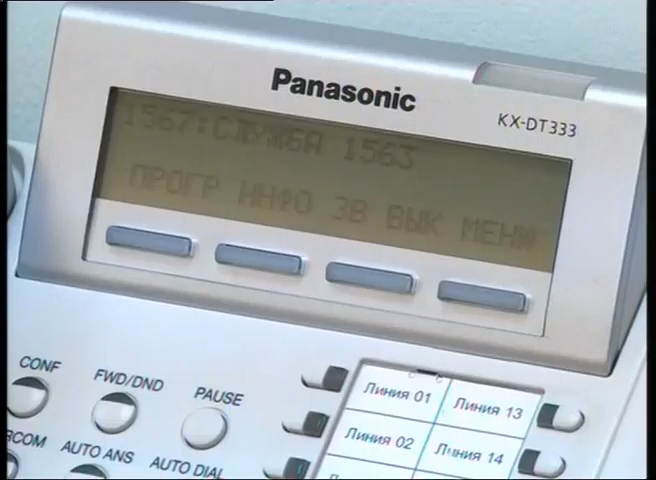 Panasonic
KX-DT333
1567:СЛУЖБА 1563
ПРОГР ИНФО ЗВ ВЫК МЕНЮ
CONF
FWD/DND
PAUSE
AUTO ANS
AUTO DIAL
Линия 01
Линия 13
Линия 02
Линия 14